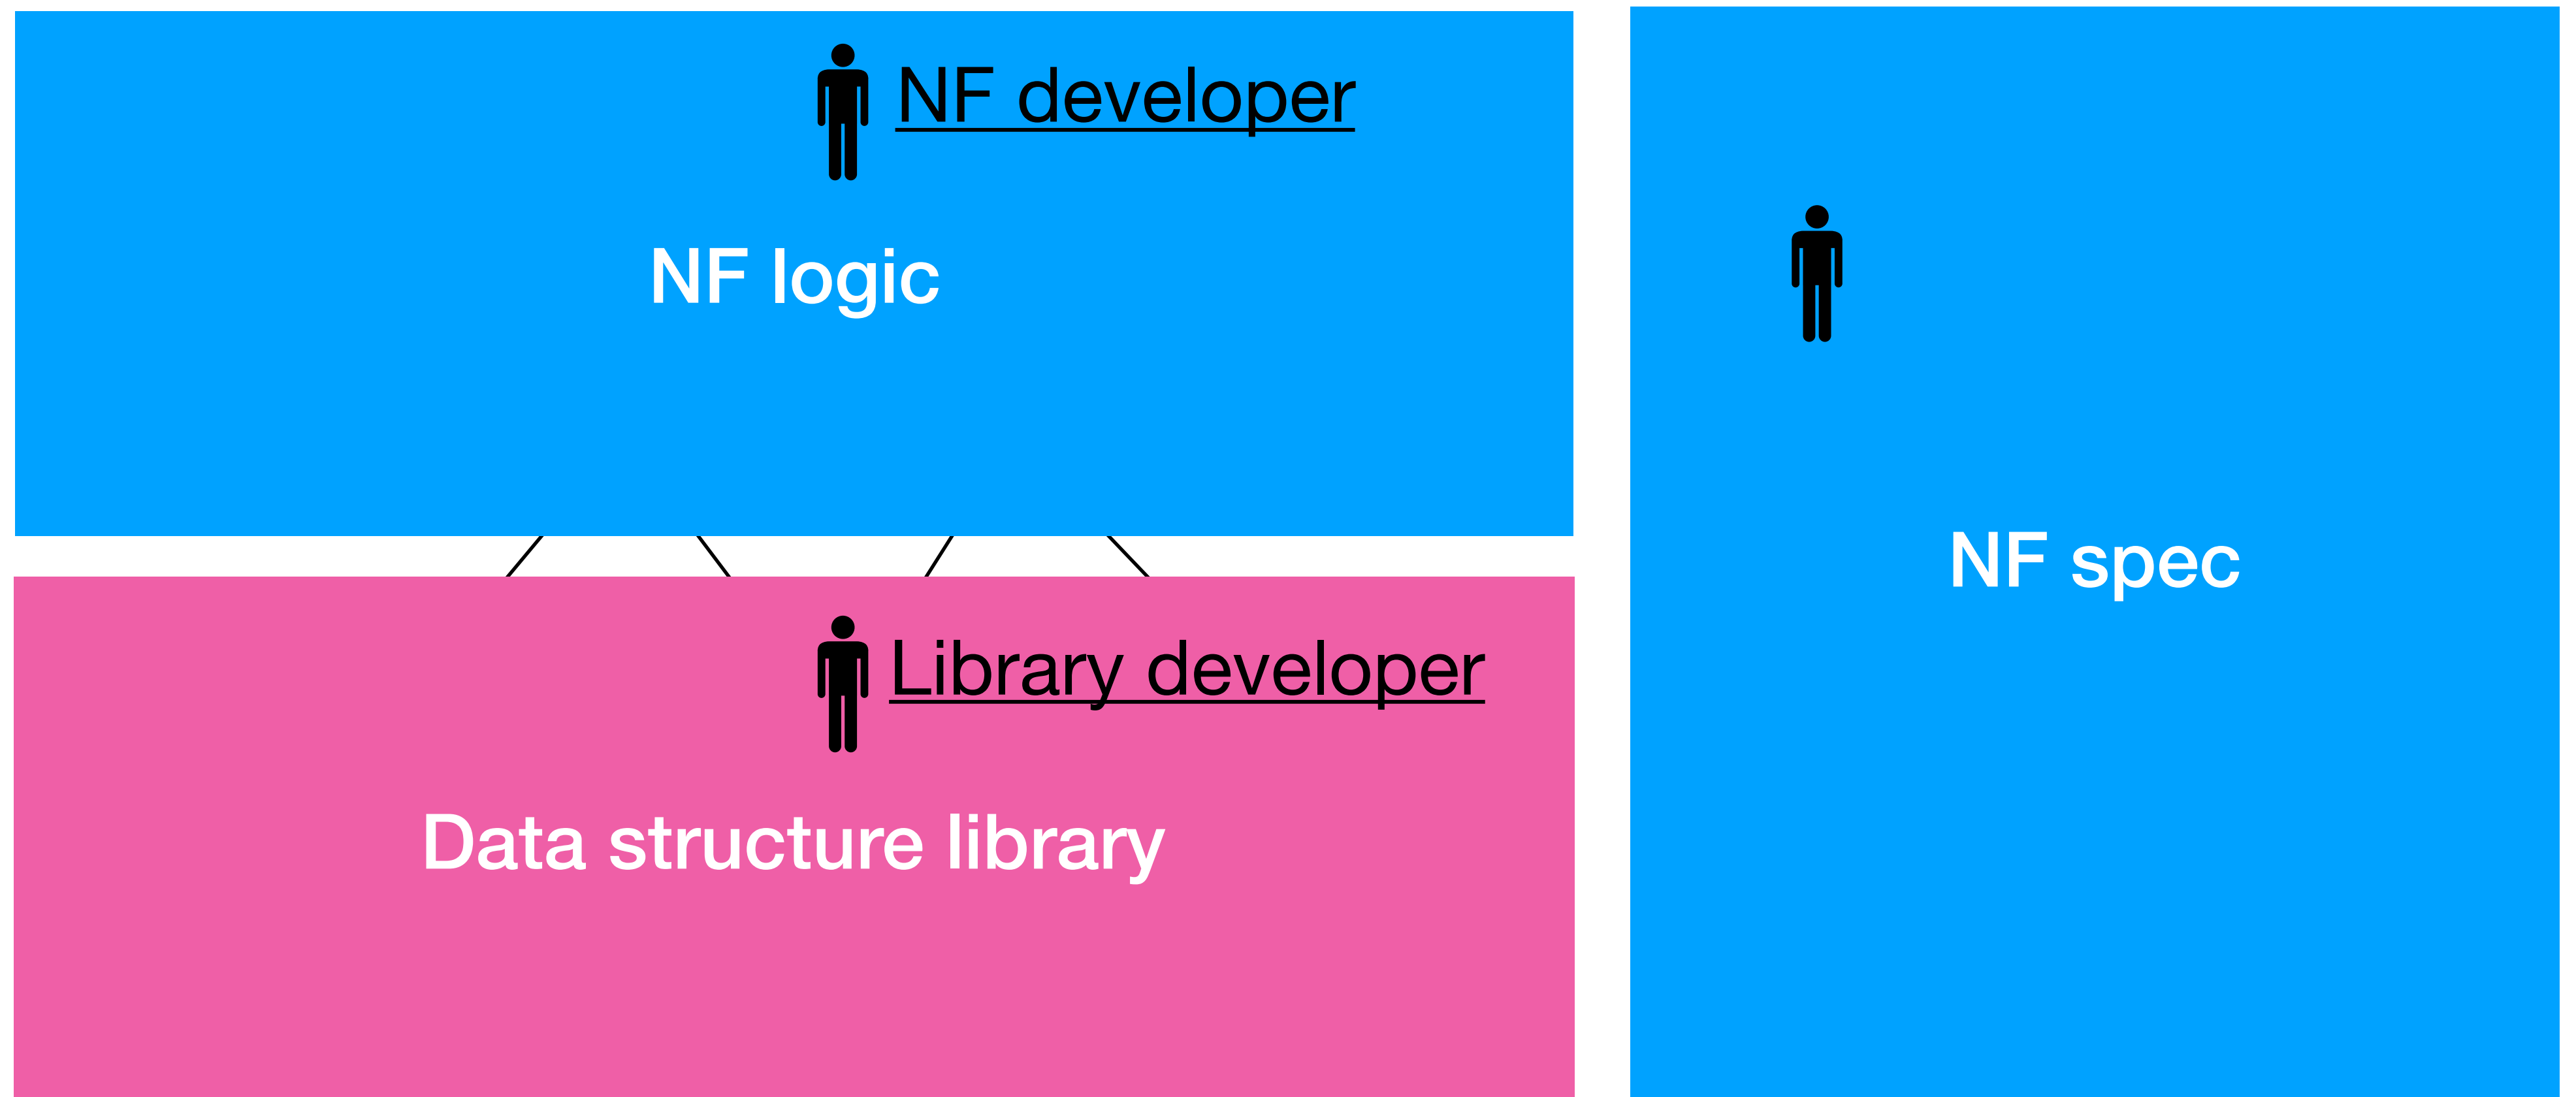 NF developer
NF logic
Library developer
Data structure library
NF spec